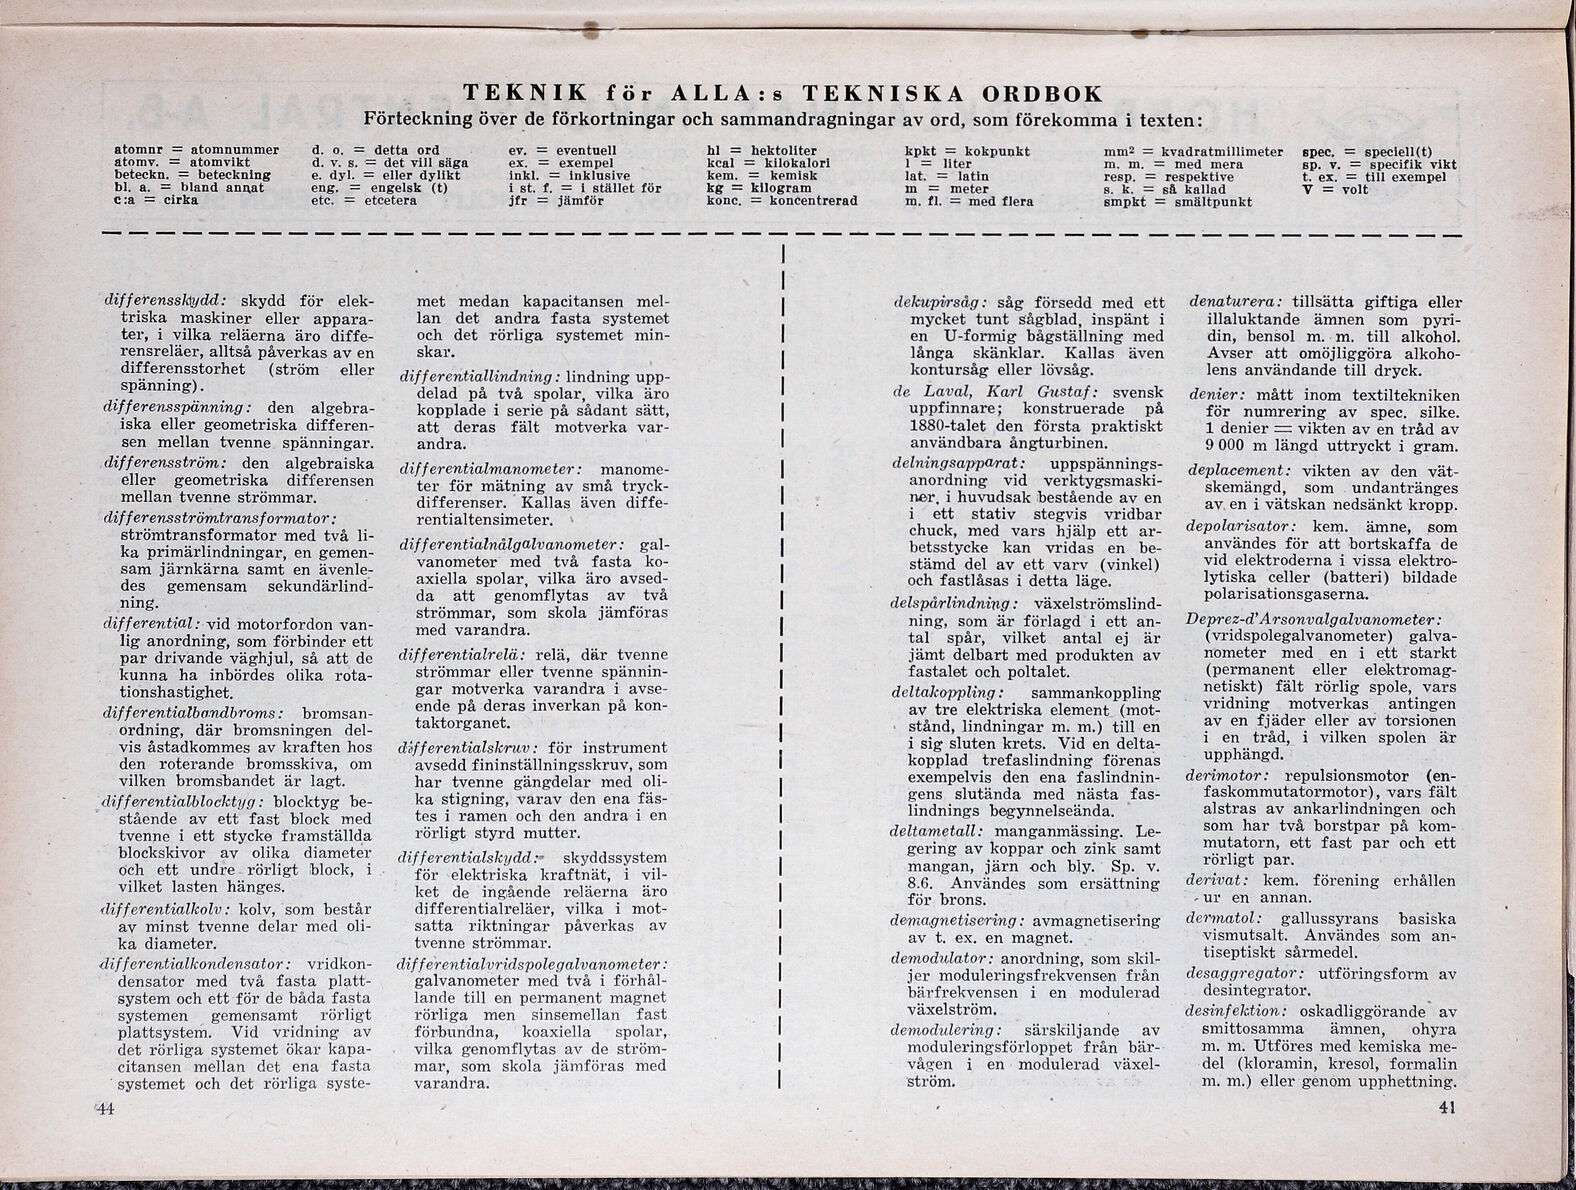 TEKNIK för ALLA:s TEKNISKA ORDBOK
Förteckning över de förkortningar och sammandragningar av ord, som förekomma i texten:
atomnr = atomnummer
atomv. = atomvikt
beteckn. = beteckning
bl. a. = bland annat
c:a = cirka
d. o. = detta ord
d. v. s. = det vill säga
e. dyl. = eller dylikt
eng. = engelsk (t)
etc. = etcetera
ev. = eventuell
ex. = exempel
inkl. = inklusive
i st. f. = i stället för
jfr = jämför
hl = hektoliter
kcal = kilokalori
kem. = kemisk
kg = kilogram
konc. = koncentrerad
kpkt = kokpunkt
l = liter
lat. = latin
m = meter
m. fl. = med flera
mm² = kvadratmillimeter
m. m. = med mera
resp. = respektive
s. k. = så kallad
smpkt = smältpunkt
spec. = speciell(t)
sp. v. = specifik vikt
t. ex. = till exempel
V = volt
differensskydd: skydd för elek-
triska maskiner eller appara-
ter, i vilka reläerna äro diffe-
rensreläer, alltså påverkas av en
differensstorhet (ström eller
spänning).
differensspänning: den algebra-
iska eller geometriska differen-
sen mellan tvenne spänningar.
differensström: den algebraiska
eller geometriska differensen
mellan tvenne strömmar.
differensströmtransformator:
strömtransformator med två li-
ka primärlindningar, en gemen-
sam järnkärna samt en ävenle-
des gemensam sekundärlind-
ning.
differential: vid motorfordon van-
lig anordning, som förbinder ett
par drivande väghjul, så att de
kunna ha inbördes olika rota-
tionshastighet.
differentialbandbroms: bromsan-
ordning, där bromsningen del-
vis åstadkommes av kraften hos
den roterande bromsskiva, om
vilken bromsbandet är lagt.
differentialblocktyg: blocktyg be-
stående av ett fast block med
tvenne i ett stycke framställda
blockskivor av olika diameter
och ett undre rörligt block, i
vilket lasten hänges.
differentialkolv: kolv, som består
av minst tvenne delar med oli-
ka diameter.
differentialkondensator: vridkon-
densator med två fasta platt-
system och ett för de båda fasta
systemen gemensamt rörligt
plattsystem. Vid vridning av
det rörliga systemet ökar kapa-
citansen mellan det ena fasta
systemet och det rörliga syste-
met medan kapacitansen mel-
lan det andra fasta systemet
och det rörliga systemet min-
skar.
differentiallindning: lindning upp-
delad på två spolar, vilka äro
kopplade i serie på sådant sätt,
att deras fält motverka var-
andra.
differentialmanometer: manome-
ter för mätning av små tryck-
differenser. Kallas även diffe-
rentialtensimeter.
differentialnålgalvanometer: gal-
vanometer med två fasta ko-
axiella spolar, vilka äro avsed-
da att genomflytas av två
strömmar, som skola jämföras
med varandra.
differentialrelä: relä, där tvenne
strömmar eller tvenne spännin-
gar motverka varandra i avse-
ende på deras inverkan på kon-
taktorganet.
differentialskruv: för instrument
avsedd fininställningsskruv, som
har tvenne gängdelar med oli-
ka stigning, varav den ena fäs-
tes i ramen och den andra i en
rörligt styrd mutter.
differentialskydd: skyddssystem
för elektriska kraftnät, i vil-
ket de ingående reläerna äro
differentialreläer, vilka i mot-
satta riktningar påverkas av
tvenne strömmar.
differentialvridspolegalvanometer:
galvanometer med två i förhål-
lande till en permanent magnet
rörliga men sinsemellan fast
förbundna, koaxiella spolar,
vilka genomflytas av de ström-
mar, som skola jämföras med
varandra.
44
dekupirsåg: såg försedd med ett
mycket tunt sågblad, inspänt i
en U-formig bågställning med
långa skänklar. Kallas även
kontursåg eller lövsåg.
de Laval, Karl Gustaf: svensk
uppfinnare; konstruerade på
1880-talet den första praktiskt
användbara ångturbinen.
delningsapparat: uppspännings-
anordning vid verktygsmaski-
ner, i huvudsak bestående av en
i ett stativ stegvis vridbar
chuck, med vars hjälp ett ar-
betsstycke kan vridas en be-
stämd del av ett varv (vinkel)
och fastlåsas i detta läge.
delspårlindning: växelströmslind-
ning, som är förlagd i ett an-
tal spår, vilket antal ej är
jämt delbart med produkten av
fastalet och poltalet.
deltakoppling: sammankoppling
av tre elektriska element (mot-
stånd, lindningar m. m.) till en
i sig sluten krets. Vid en delta-
kopplad trefaslindning förenas
exempelvis den ena faslindnin-
gens slutända med nästa fas-
lindnings begynnelseända.
deltametall: manganmässing. Le-
gering av koppar och zink samt
mangan, järn och bly. Sp. v.
8.6. Användes som ersättning
för brons.
demagnetisering: avmagnetisering
av t. ex. en magnet.
demodulator: anordning, som skil-
jer moduleringsfrekvensen från
bärfrekvensen i en modulerad
växelström.
demodulering: särskiljande av
moduleringsförloppet från bär-
vågen i en modulerad växel-
ström.
denaturera: tillsätta giftiga eller
illaluktande ämnen som pyri-
din, bensol m. m. till alkohol.
Avser att omöjliggöra alkoho-
lens användande till dryck.
denier: mått inom textiltekniken
för numrering av spec. silke.
1 denier = vikten av en tråd av
9 000 m längd uttryckt i gram.
deplacement: vikten av den vät-
skemängd, som undantränges
av en i vätskan nedsänkt kropp.
depolarisator: kem. ämne, som
användes för att bortskaffa de
vid elektroderna i vissa elektro-
lytiska celler (batteri) bildade
polarisationsgaserna.
Deprez-d'Arsonvalgalvanometer:
(vridspolegalvanometer) galva-
nometer med en i ett starkt
(permanent eller elektromag-
netiskt) fält rörlig spole, vars
vridning motverkas antingen
av en fjäder eller av torsionen
i en tråd, i vilken spolen är
upphängd.
derimotor: repulsionsmotor (en-
faskommutatormotor), vars fält
alstras av ankarlindningen och
som har två borstpar på kom-
mutatorn, ett fast par och ett
rörligt par.
derivat: kem. förening erhållen
ur en annan.
dermatol: gallussyrans basiska
vismutsalt. Användes som an-
tiseptiskt sårmedel.
desaggregator: utföringsform av
desintegrator.
desinfektion: oskadliggörande av
smittosamma ämnen, ohyra
m. m. Utföres med kemiska me-
del (kloramin, kresol, formalin
m. m.) eller genom upphettning.
41